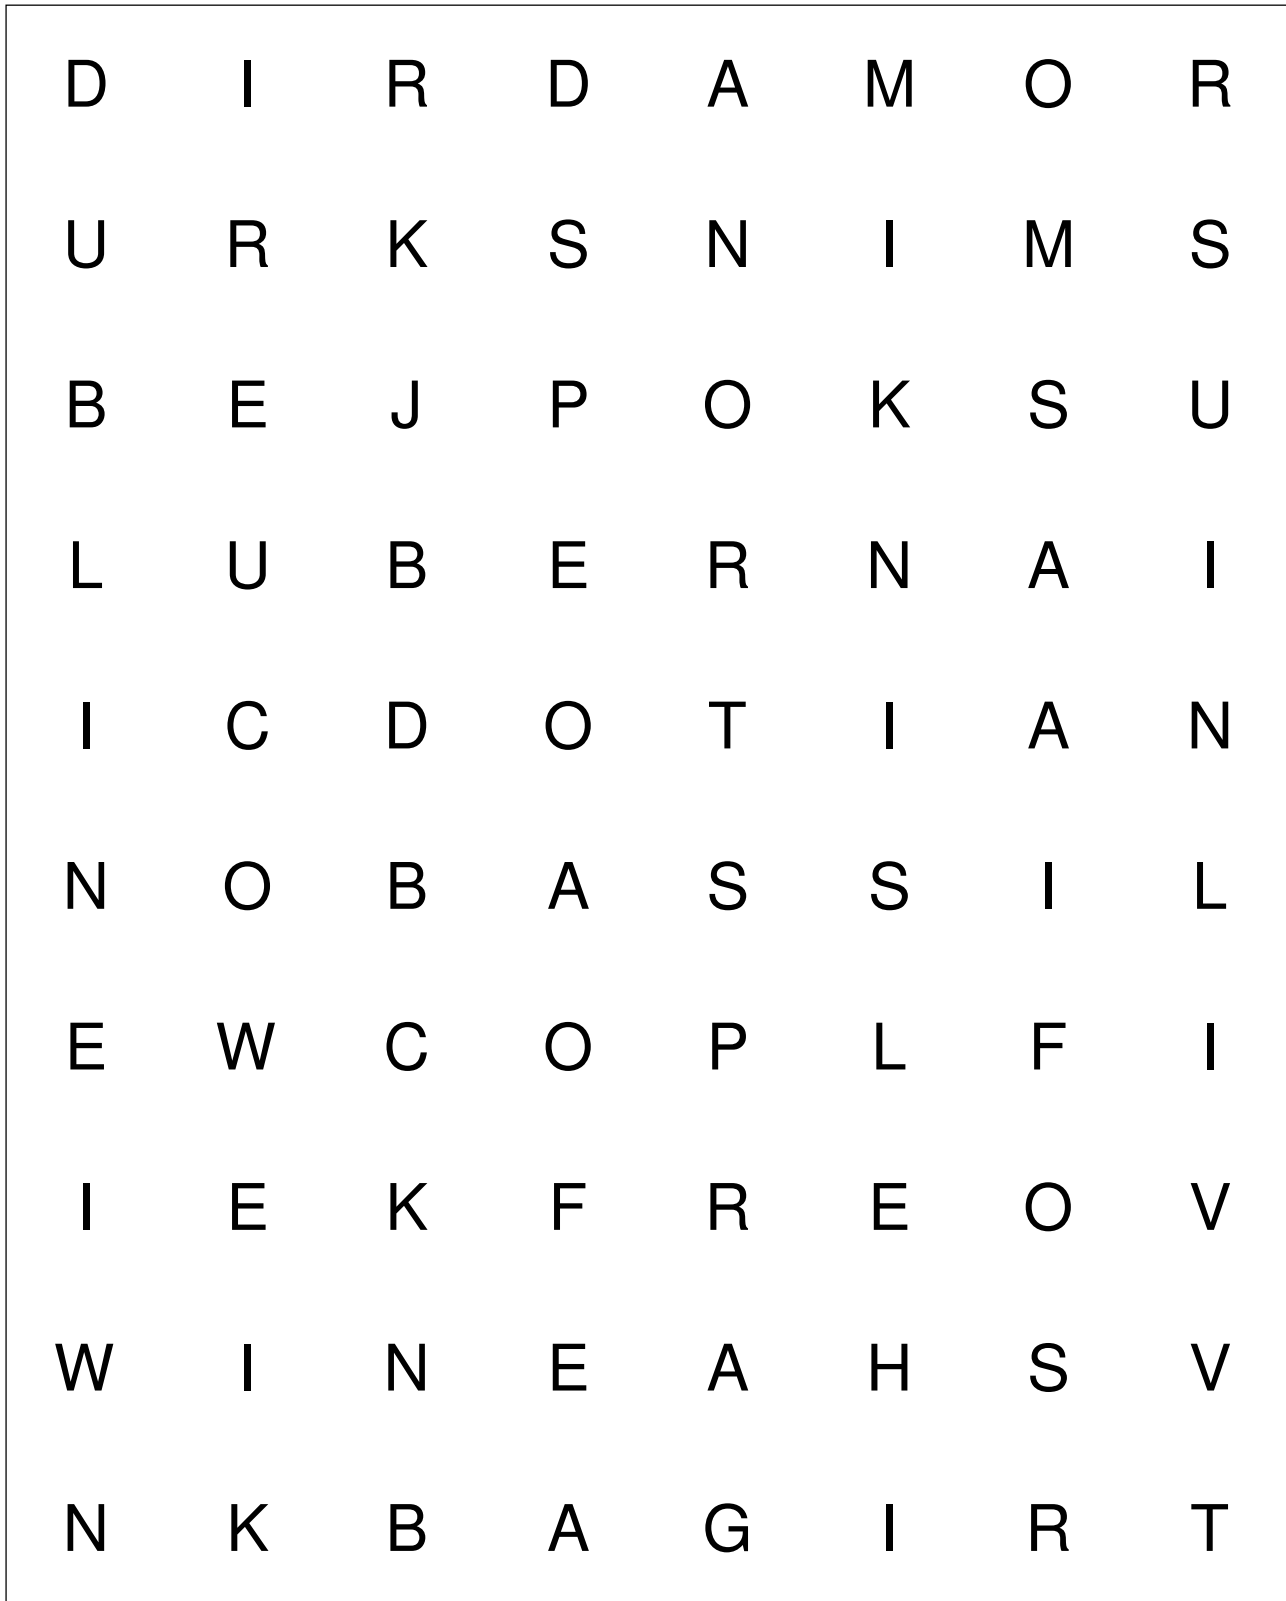 D I R D A M O R
U R K S N I M S
B E J P O K S U
L U B E R N A I
I C D O T I A N
N O B A S S I L
E W C O P L F I
I E K F R E O V
W I N E A H S V
N K B A G I R T